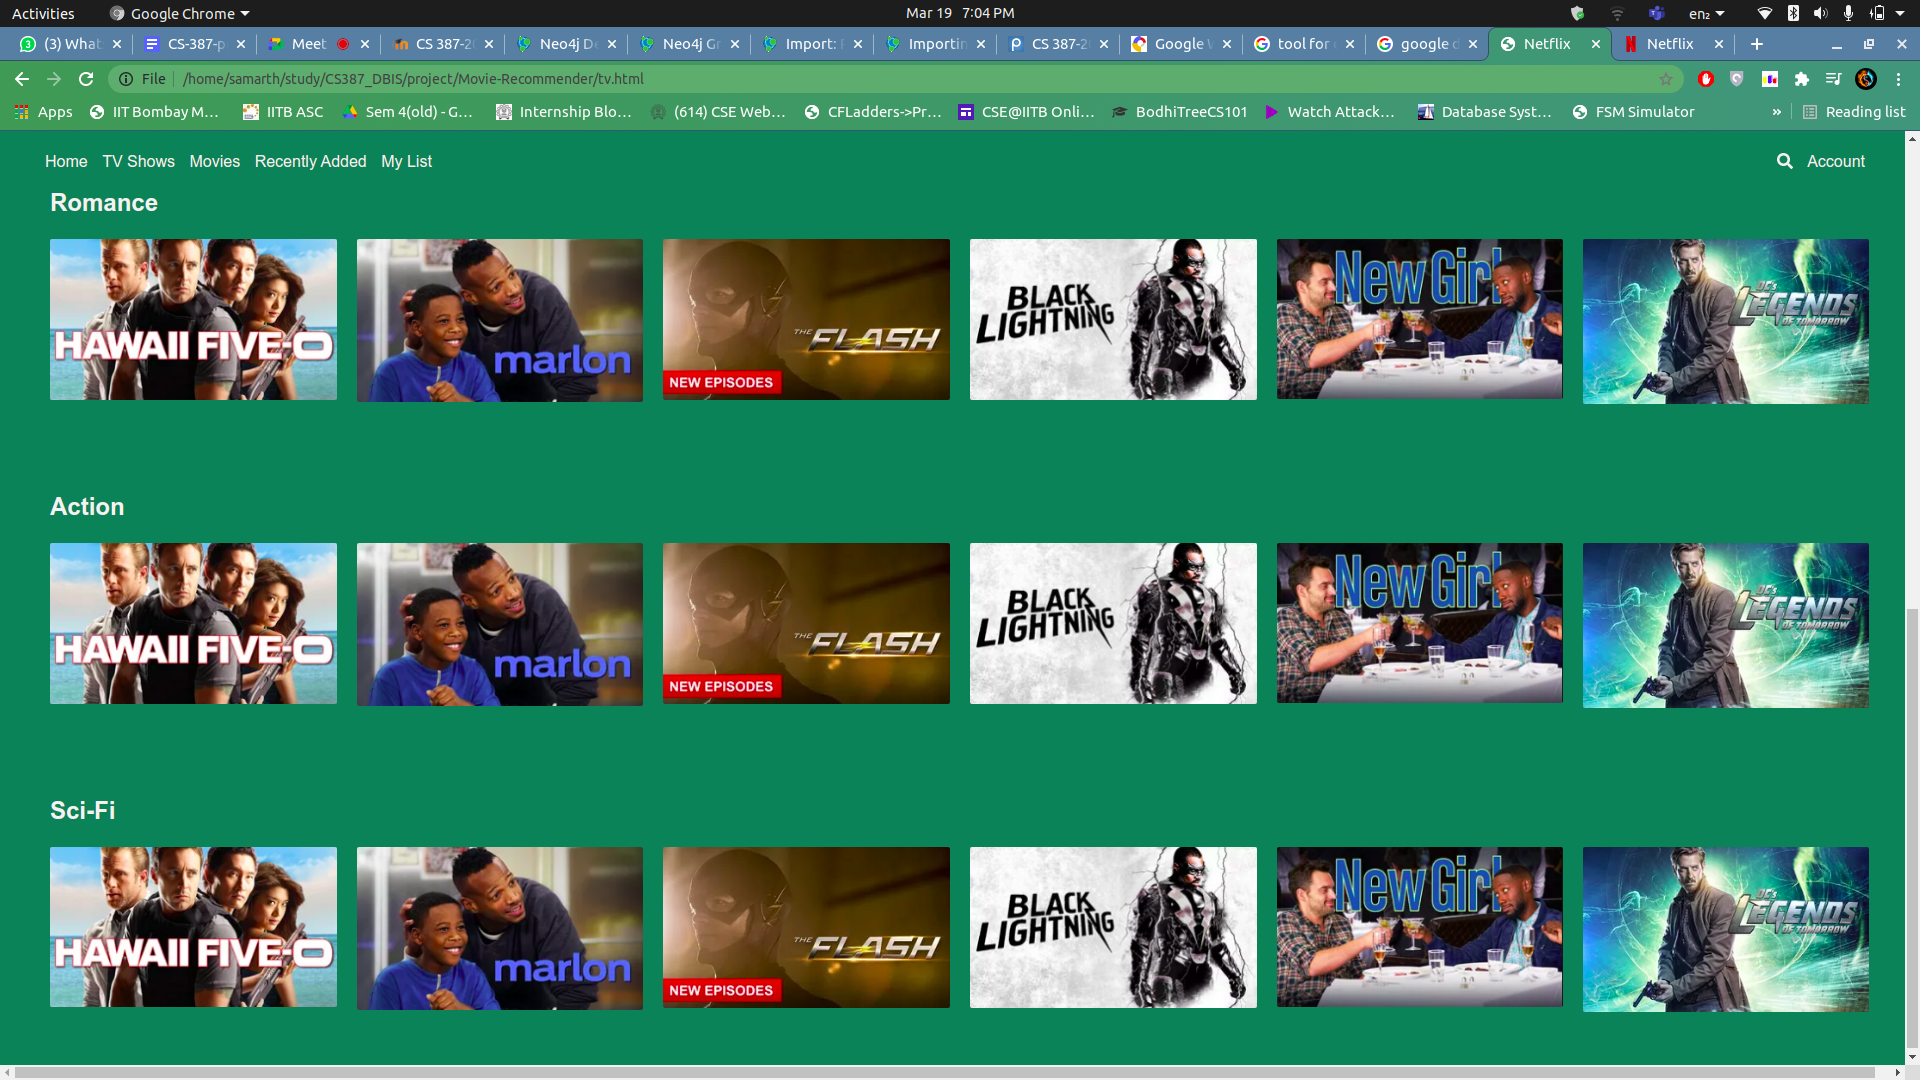 Activities Google Chrome Mar 19 7:04 PM en₂
(3) What CS-387-p Meet CS 387-2 Neo4j De Neo4j Gr Import: Importin CS 387-2 Google tool for google d Netflix Netflix
File /home/samarth/study/CS387_DBIS/project/Movie-Recommender/tv.html
Apps IIT Bombay M... IITB ASC Sem 4(old) - G... Internship Blo... (614) CSE Web... CFLadders->Pr... CSE@IITB Onli... BodhiTreeCS101 Watch Attack... Database Syst... FSM Simulator » Reading list
Home TV Shows Movies Recently Added My List Account
Romance
HAWAII FIVE-O
marlon
THE FLASH
NEW EPISODES
BLACK LIGHTNING
New Girl
DC's LEGENDS OF TOMORROW
Action
HAWAII FIVE-O
marlon
THE FLASH
NEW EPISODES
BLACK LIGHTNING
New Girl
DC's LEGENDS OF TOMORROW
Sci-Fi
HAWAII FIVE-O
marlon
THE FLASH
NEW EPISODES
BLACK LIGHTNING
New Girl
DC's LEGENDS OF TOMORROW